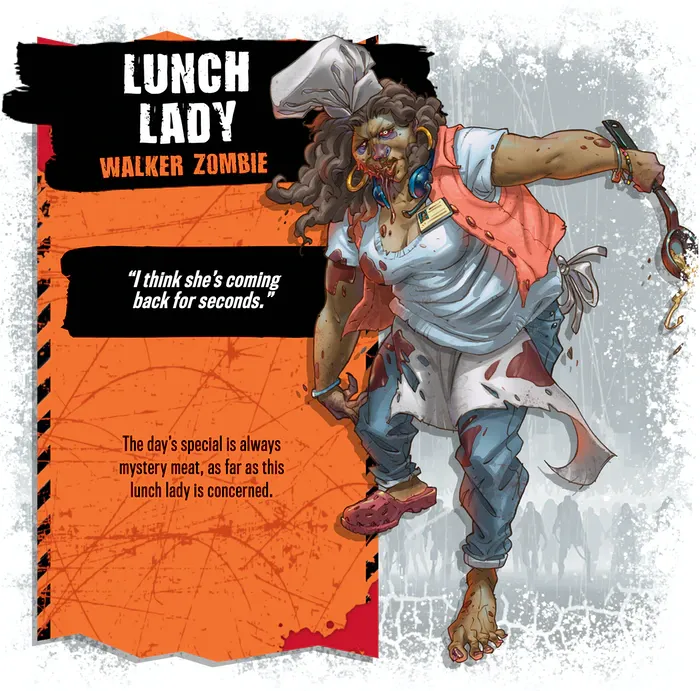 LUNCH
LADY
WALKER ZOMBIE
“I think she’s coming
back for seconds.”
The day’s special is always
mystery meat, as far as this
lunch lady is concerned.